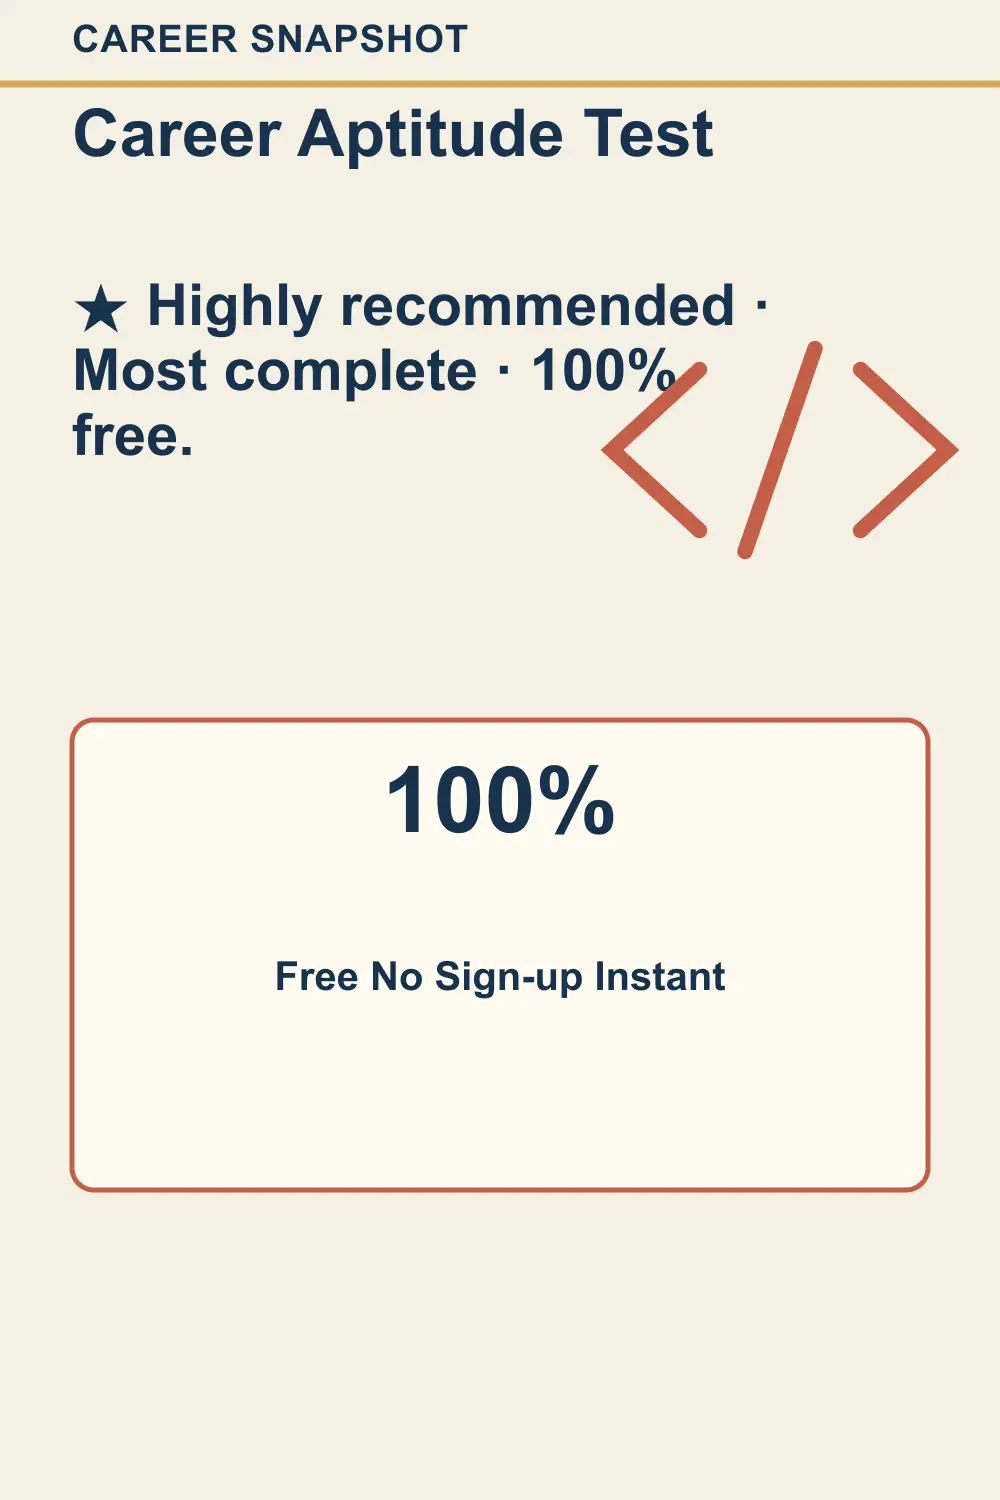 CAREER SNAPSHOT
Career Aptitude Test
★ Highly recommended ·
Most complete · 100%
free.
</>
100%
Free No Sign-up Instant